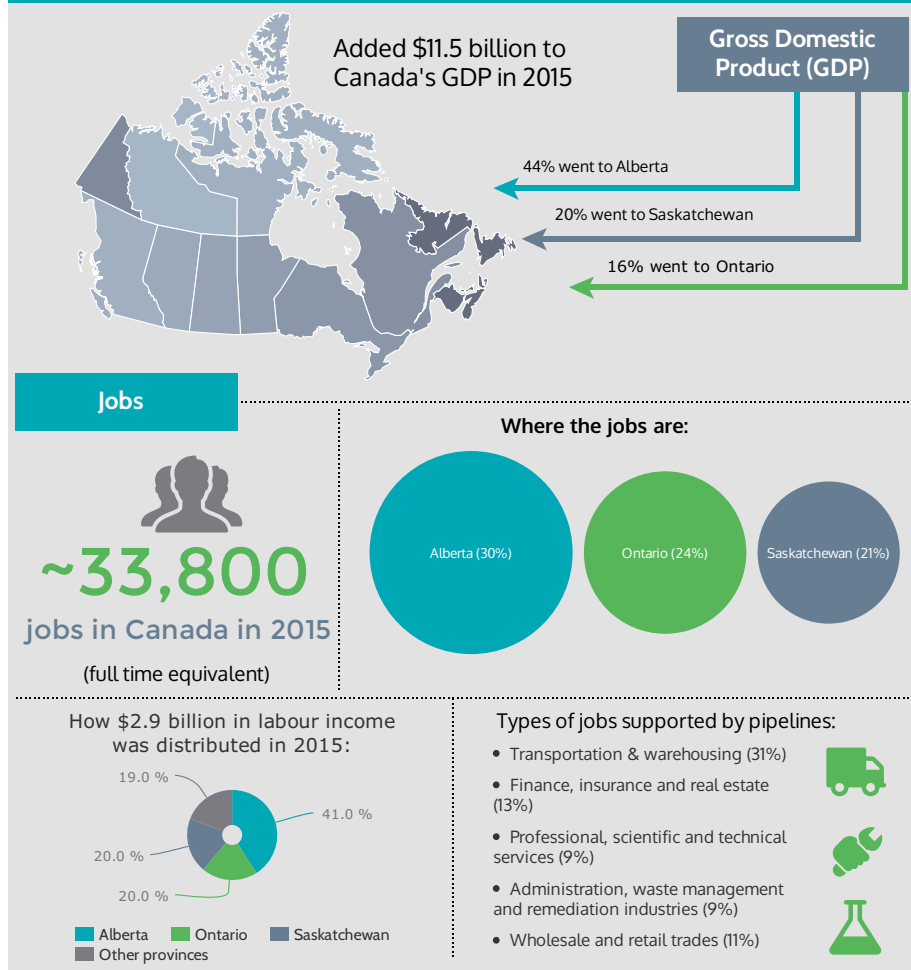 Added $11.5 billion to
Canada's GDP in 2015
Gross Domestic
Product (GDP)
44% went to Alberta
20% went to Saskatchewan
16% went to Ontario
Jobs
~33,800
jobs in Canada in 2015
(full time equivalent)
Where the jobs are:
Alberta (30%)
Ontario (24%)
Saskatchewan (21%)
How $2.9 billion in labour income
was distributed in 2015:
19.0 %
41.0 %
20.0 %
20.0 %
Alberta
Ontario
Saskatchewan
Other provinces
Types of jobs supported by pipelines:
• Transportation & warehousing (31%)
• Finance, insurance and real estate
(13%)
• Professional, scientific and technical
services (9%)
• Administration, waste management
and remediation industries (9%)
• Wholesale and retail trades (11%)